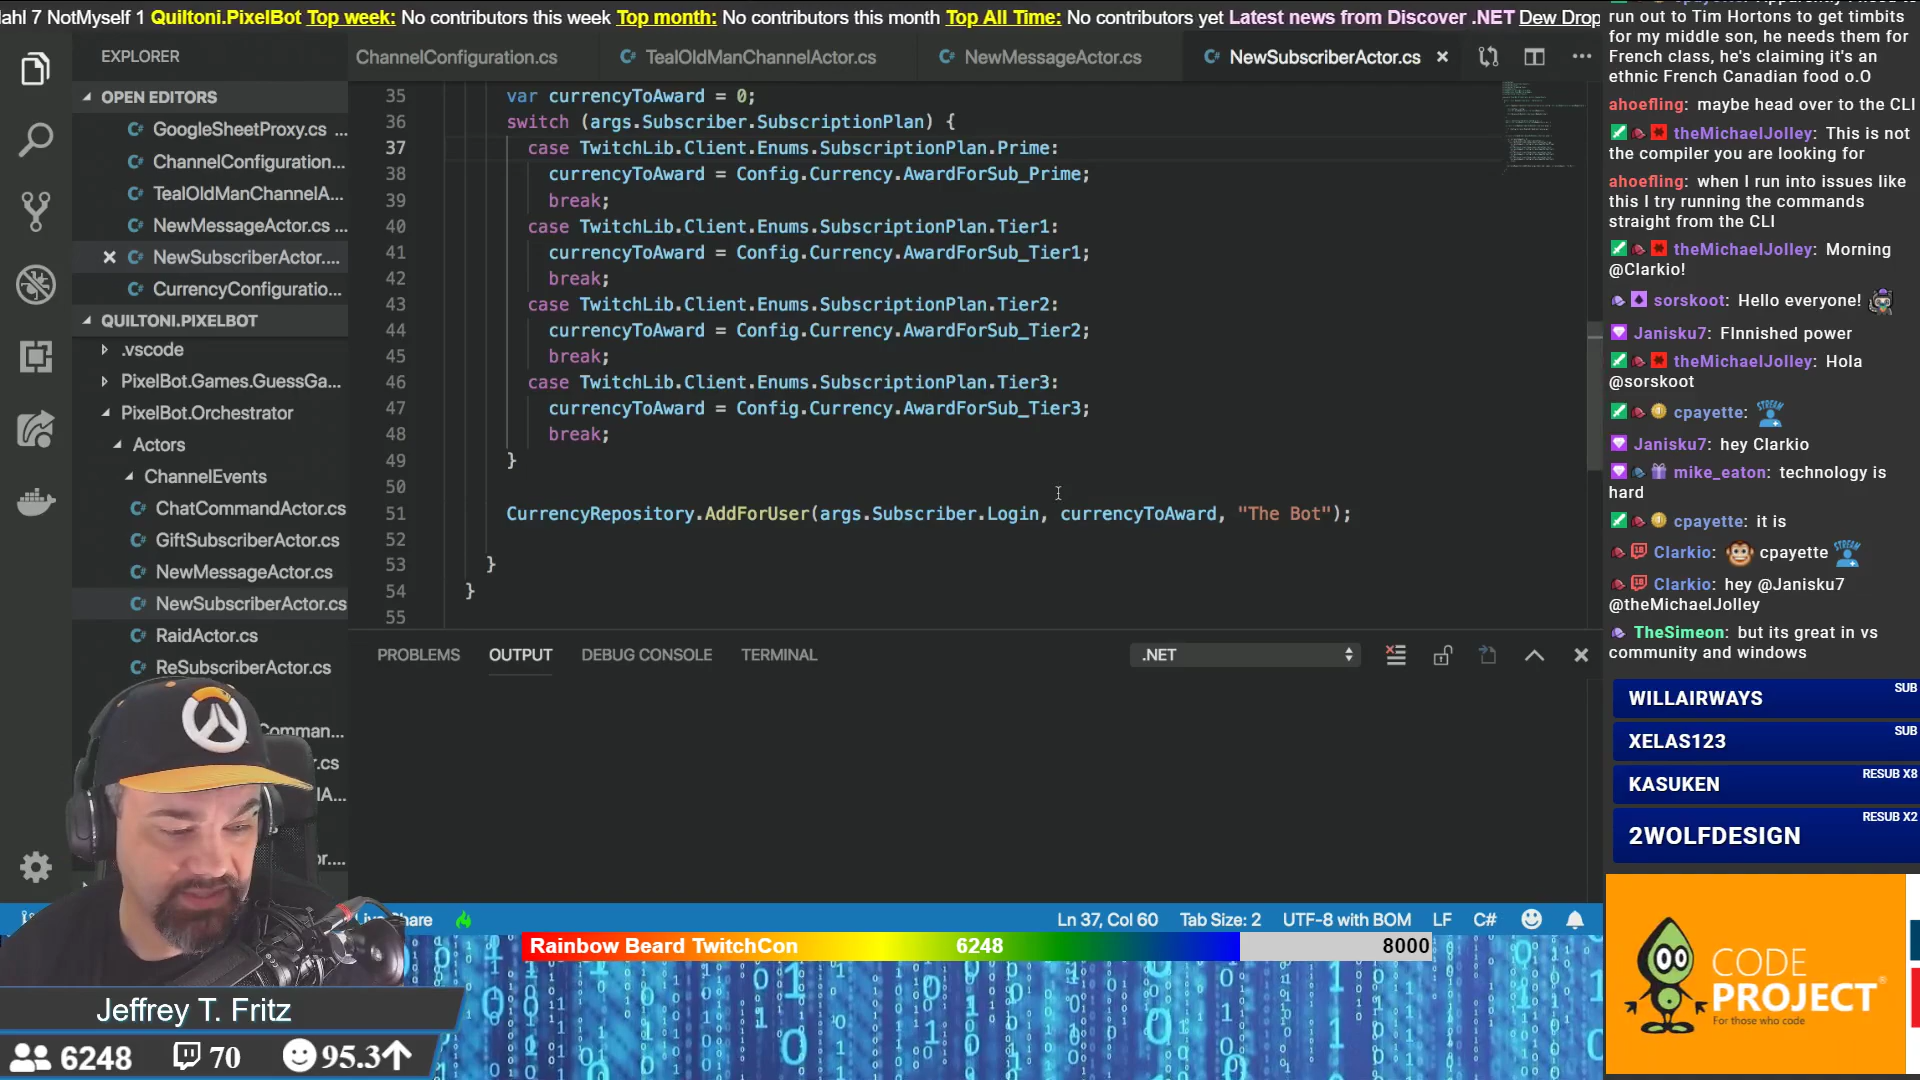 dahl 7 NotMyself 1 Quiltoni.PixelBot Top week: No contributors this week Top month: No contributors this month Top All Time: No contributors yet Latest news from Discover .NET Dew Drop
EXPLORER
OPEN EDITORS
GoogleSheetProxy.cs ...
ChannelConfiguration...
TealOldManChannelA...
NewMessageActor.cs ...
NewSubscriberActor....
CurrencyConfiguratio...
QUILTONI.PIXELBOT
.vscode
PixelBot.Games.GuessGa...
PixelBot.Orchestrator
Actors
ChannelEvents
ChatCommandActor.cs
GiftSubscriberActor.cs
NewMessageActor.cs
NewSubscriberActor.cs
RaidActor.cs
ReSubscriberActor.cs
ChannelConfiguration.cs
TealOldManChannelActor.cs
NewMessageActor.cs
NewSubscriberActor.cs
35 var currencyToAward = 0;
36 switch (args.Subscriber.SubscriptionPlan) {
37 case TwitchLib.Client.Enums.SubscriptionPlan.Prime:
38 currencyToAward = Config.Currency.AwardForSub_Prime;
39 break;
40 case TwitchLib.Client.Enums.SubscriptionPlan.Tier1:
41 currencyToAward = Config.Currency.AwardForSub_Tier1;
42 break;
43 case TwitchLib.Client.Enums.SubscriptionPlan.Tier2:
44 currencyToAward = Config.Currency.AwardForSub_Tier2;
45 break;
46 case TwitchLib.Client.Enums.SubscriptionPlan.Tier3:
47 currencyToAward = Config.Currency.AwardForSub_Tier3;
48 break;
49 }
50
51 CurrencyRepository.AddForUser(args.Subscriber.Login, currencyToAward, "The Bot");
52
53 }
54 }
55
PROBLEMS OUTPUT DEBUG CONSOLE TERMINAL .NET
Ln 37, Col 60 Tab Size: 2 UTF-8 with BOM LF C#
Rainbow Beard TwitchCon 6248 8000
Jeffrey T. Fritz
6248 70 95.3
run out to Tim Hortons to get timbits
for my middle son, he needs them for
French class, he's claiming it's an
ethnic French Canadian food o.O
ahoefling: maybe head over to the CLI
theMichaelJolley: This is not
the compiler you are looking for
ahoefling: when I run into issues like
this I try running the commands
straight from the CLI
theMichaelJolley: Morning
@Clarkio!
sorskoot: Hello everyone!
Janisku7: FInnished power
theMichaelJolley: Hola
@sorskoot
cpayette:
Janisku7: hey Clarkio
mike_eaton: technology is
hard
cpayette: it is
Clarkio: cpayette
Clarkio: hey @Janisku7
@theMichaelJolley
TheSimeon: but its great in vs
community and windows
WILLAIRWAYS SUB
XELAS123 SUB
KASUKEN RESUB X8
2WOLFDESIGN RESUB X2
CODE
PROJECT®
For those who code